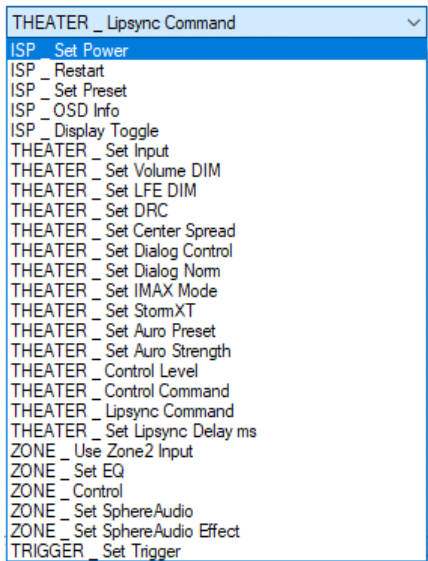 THEATER _ Lipsync Command
ISP _ Set Power
ISP _ Restart
ISP _ Set Preset
ISP _ OSD Info
ISP _ Display Toggle
THEATER _ Set Input
THEATER _ Set Volume DIM
THEATER _ Set LFE DIM
THEATER _ Set DRC
THEATER _ Set Center Spread
THEATER _ Set Dialog Control
THEATER _ Set Dialog Norm
THEATER _ Set IMAX Mode
THEATER _ Set StormXT
THEATER _ Set Auro Preset
THEATER _ Set Auro Strength
THEATER _ Control Level
THEATER _ Control Command
THEATER _ Lipsync Command
THEATER _ Set Lipsync Delay ms
ZONE _ Use Zone2 Input
ZONE _ Set EQ
ZONE _ Control
ZONE _ Set SphereAudio
ZONE _ Set SphereAudio Effect
TRIGGER _ Set Trigger